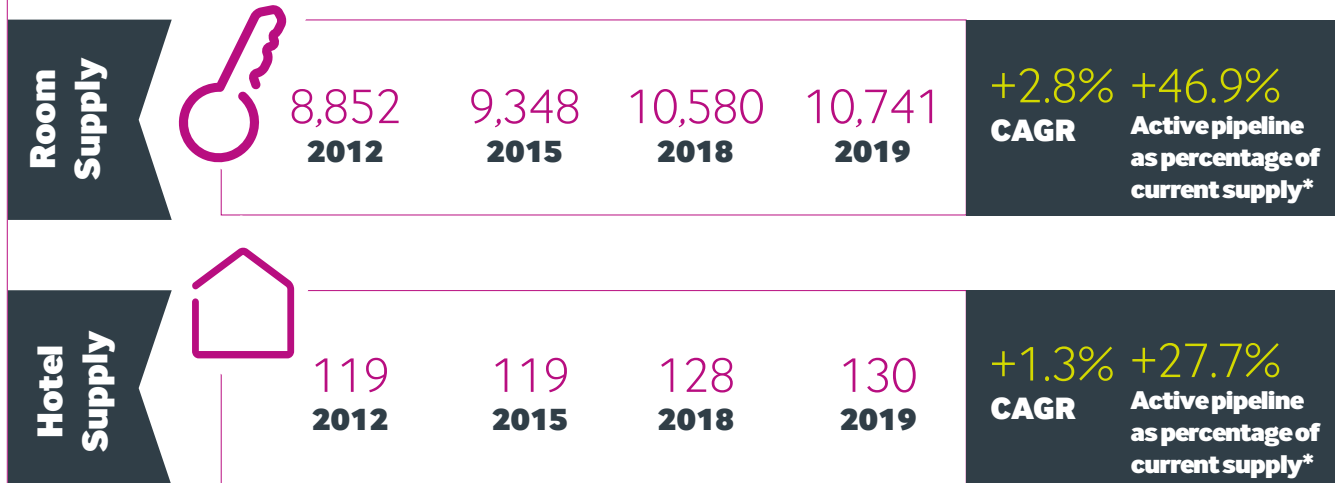 Room
Supply
8,852 9,348 10,580 10,741
2012 2015 2018 2019
+2.8% +46.9%
CAGR
Active pipeline
as percentage of
current supply*
Hotel
Supply
119 119 128 130
2012 2015 2018 2019
+1.3% +27.7%
CAGR
Active pipeline
as percentage of
current supply*